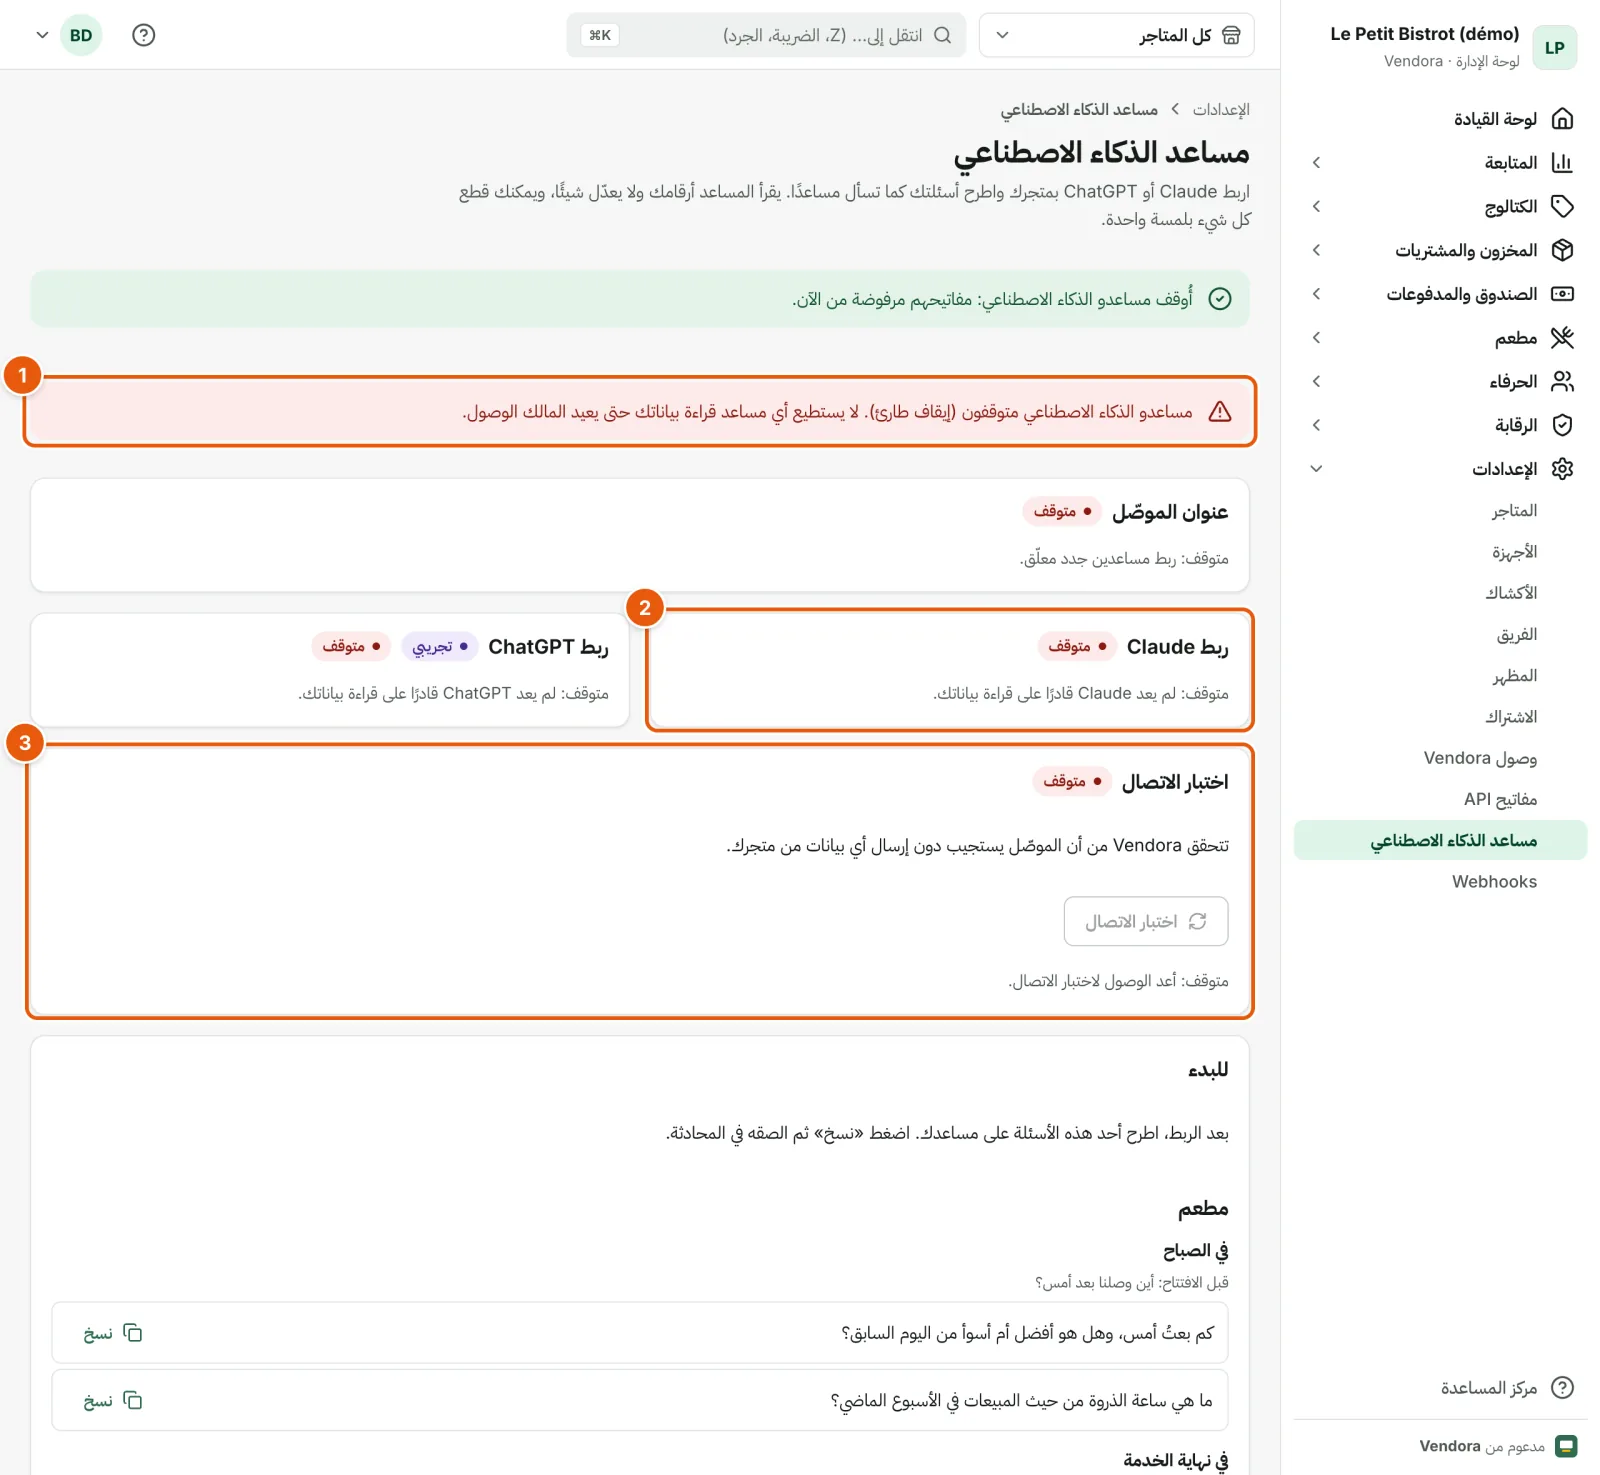 Le Petit Bistrot (démo)
LP
لوحة الإدارة · Vendora
كل المتاجر
انتقل إلى... (Z، الضريبة، الجرد)
⌘K
BD
لوحة القيادة
المتابعة
الكتالوج
المخزون والمشتريات
الصندوق والمدفوعات
مطعم
الحرفاء
الرقابة
الإعدادات
المتاجر
الأجهزة
الأكشاك
الفريق
المظهر
الاشتراك
وصول Vendora
مفاتيح API
مساعد الذكاء الاصطناعي
Webhooks
مركز المساعدة
مدعوم من Vendora
الإعدادات
مساعد الذكاء الاصطناعي
مساعد الذكاء الاصطناعي
اربط Claude أو ChatGPT بمتجرك واطرح أسئلتك كما تسأل مساعدًا. يقرأ المساعد أرقامك ولا يعدّل شيئًا، ويمكنك قطع
كل شيء بلمسة واحدة.
أُوقف مساعدو الذكاء الاصطناعي: مفاتيحهم مرفوضة من الآن.
1
مساعدو الذكاء الاصطناعي متوقفون (إيقاف طارئ). لا يستطيع أي مساعد قراءة بياناتك حتى يعيد المالك الوصول.
عنوان الموصّل
متوقف
متوقف: ربط مساعدين جدد معلّق.
2
ربط Claude
متوقف
متوقف: لم يعد Claude قادرًا على قراءة بياناتك.
ربط ChatGPT
تجريبي
متوقف
متوقف: لم يعد ChatGPT قادرًا على قراءة بياناتك.
3
اختبار الاتصال
متوقف
تتحقق Vendora من أن الموصّل يستجيب دون إرسال أي بيانات من متجرك.
اختبار الاتصال
متوقف: أعد الوصول لاختبار الاتصال.
للبدء
بعد الربط، اطرح أحد هذه الأسئلة على مساعدك. اضغط «نسخ» ثم الصقه في المحادثة.
مطعم
في الصباح
قبل الافتتاح: أين وصلنا بعد أمس؟
كم بعتُ أمس، وهل هو أفضل أم أسوأ من اليوم السابق؟
نسخ
ما هي ساعة الذروة من حيث المبيعات في الأسبوع الماضي؟
نسخ
في نهاية الخدمة